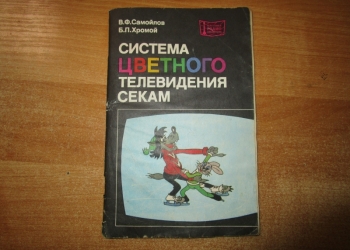 В.Ф.Самойлов
Б.П.Хромой
СИСТЕМА
ЦВЕТНОГО
ТЕЛЕВИДЕНИЯ
СЕКАМ